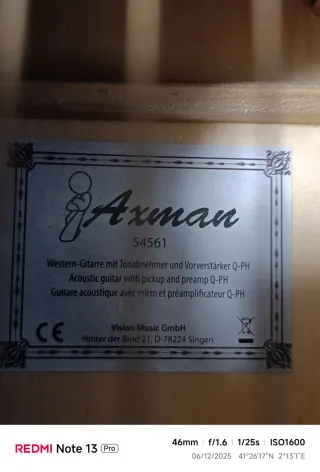 Axman
54561
Western-Gitarre mit Tonabnehmer und Vorverstärker Q-PH
Acoustic guitar with pickup and preamp Q-PH
Guitare acoustique avec micro et préamplificateur Q-PH
CE
Vision Music GmbH
Hinter der Bind 21, D-78224 Singen
REDMI Note 13 Pro
46mm f/1.6 1/25s ISO1600
06/12/2025 41°26'17"N 2°13'1"E